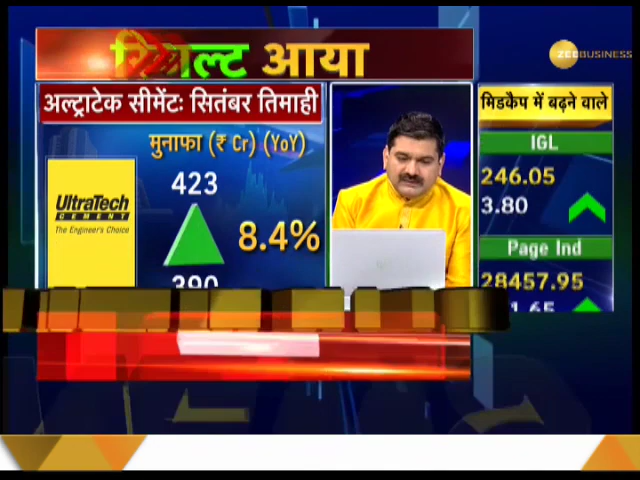 रिजल्ट आया
ZEE BUSINESS
अल्ट्राटेक सीमेंटः सितंबर तिमाही
मुनाफा (₹ Cr) (YoY)
423
UltraTech
CEMENT
The Engineer's Choice
8.4%
390
मिडकैप में बढ़ने वाले
IGL
246.05
3.80
Page Ind
28457.95